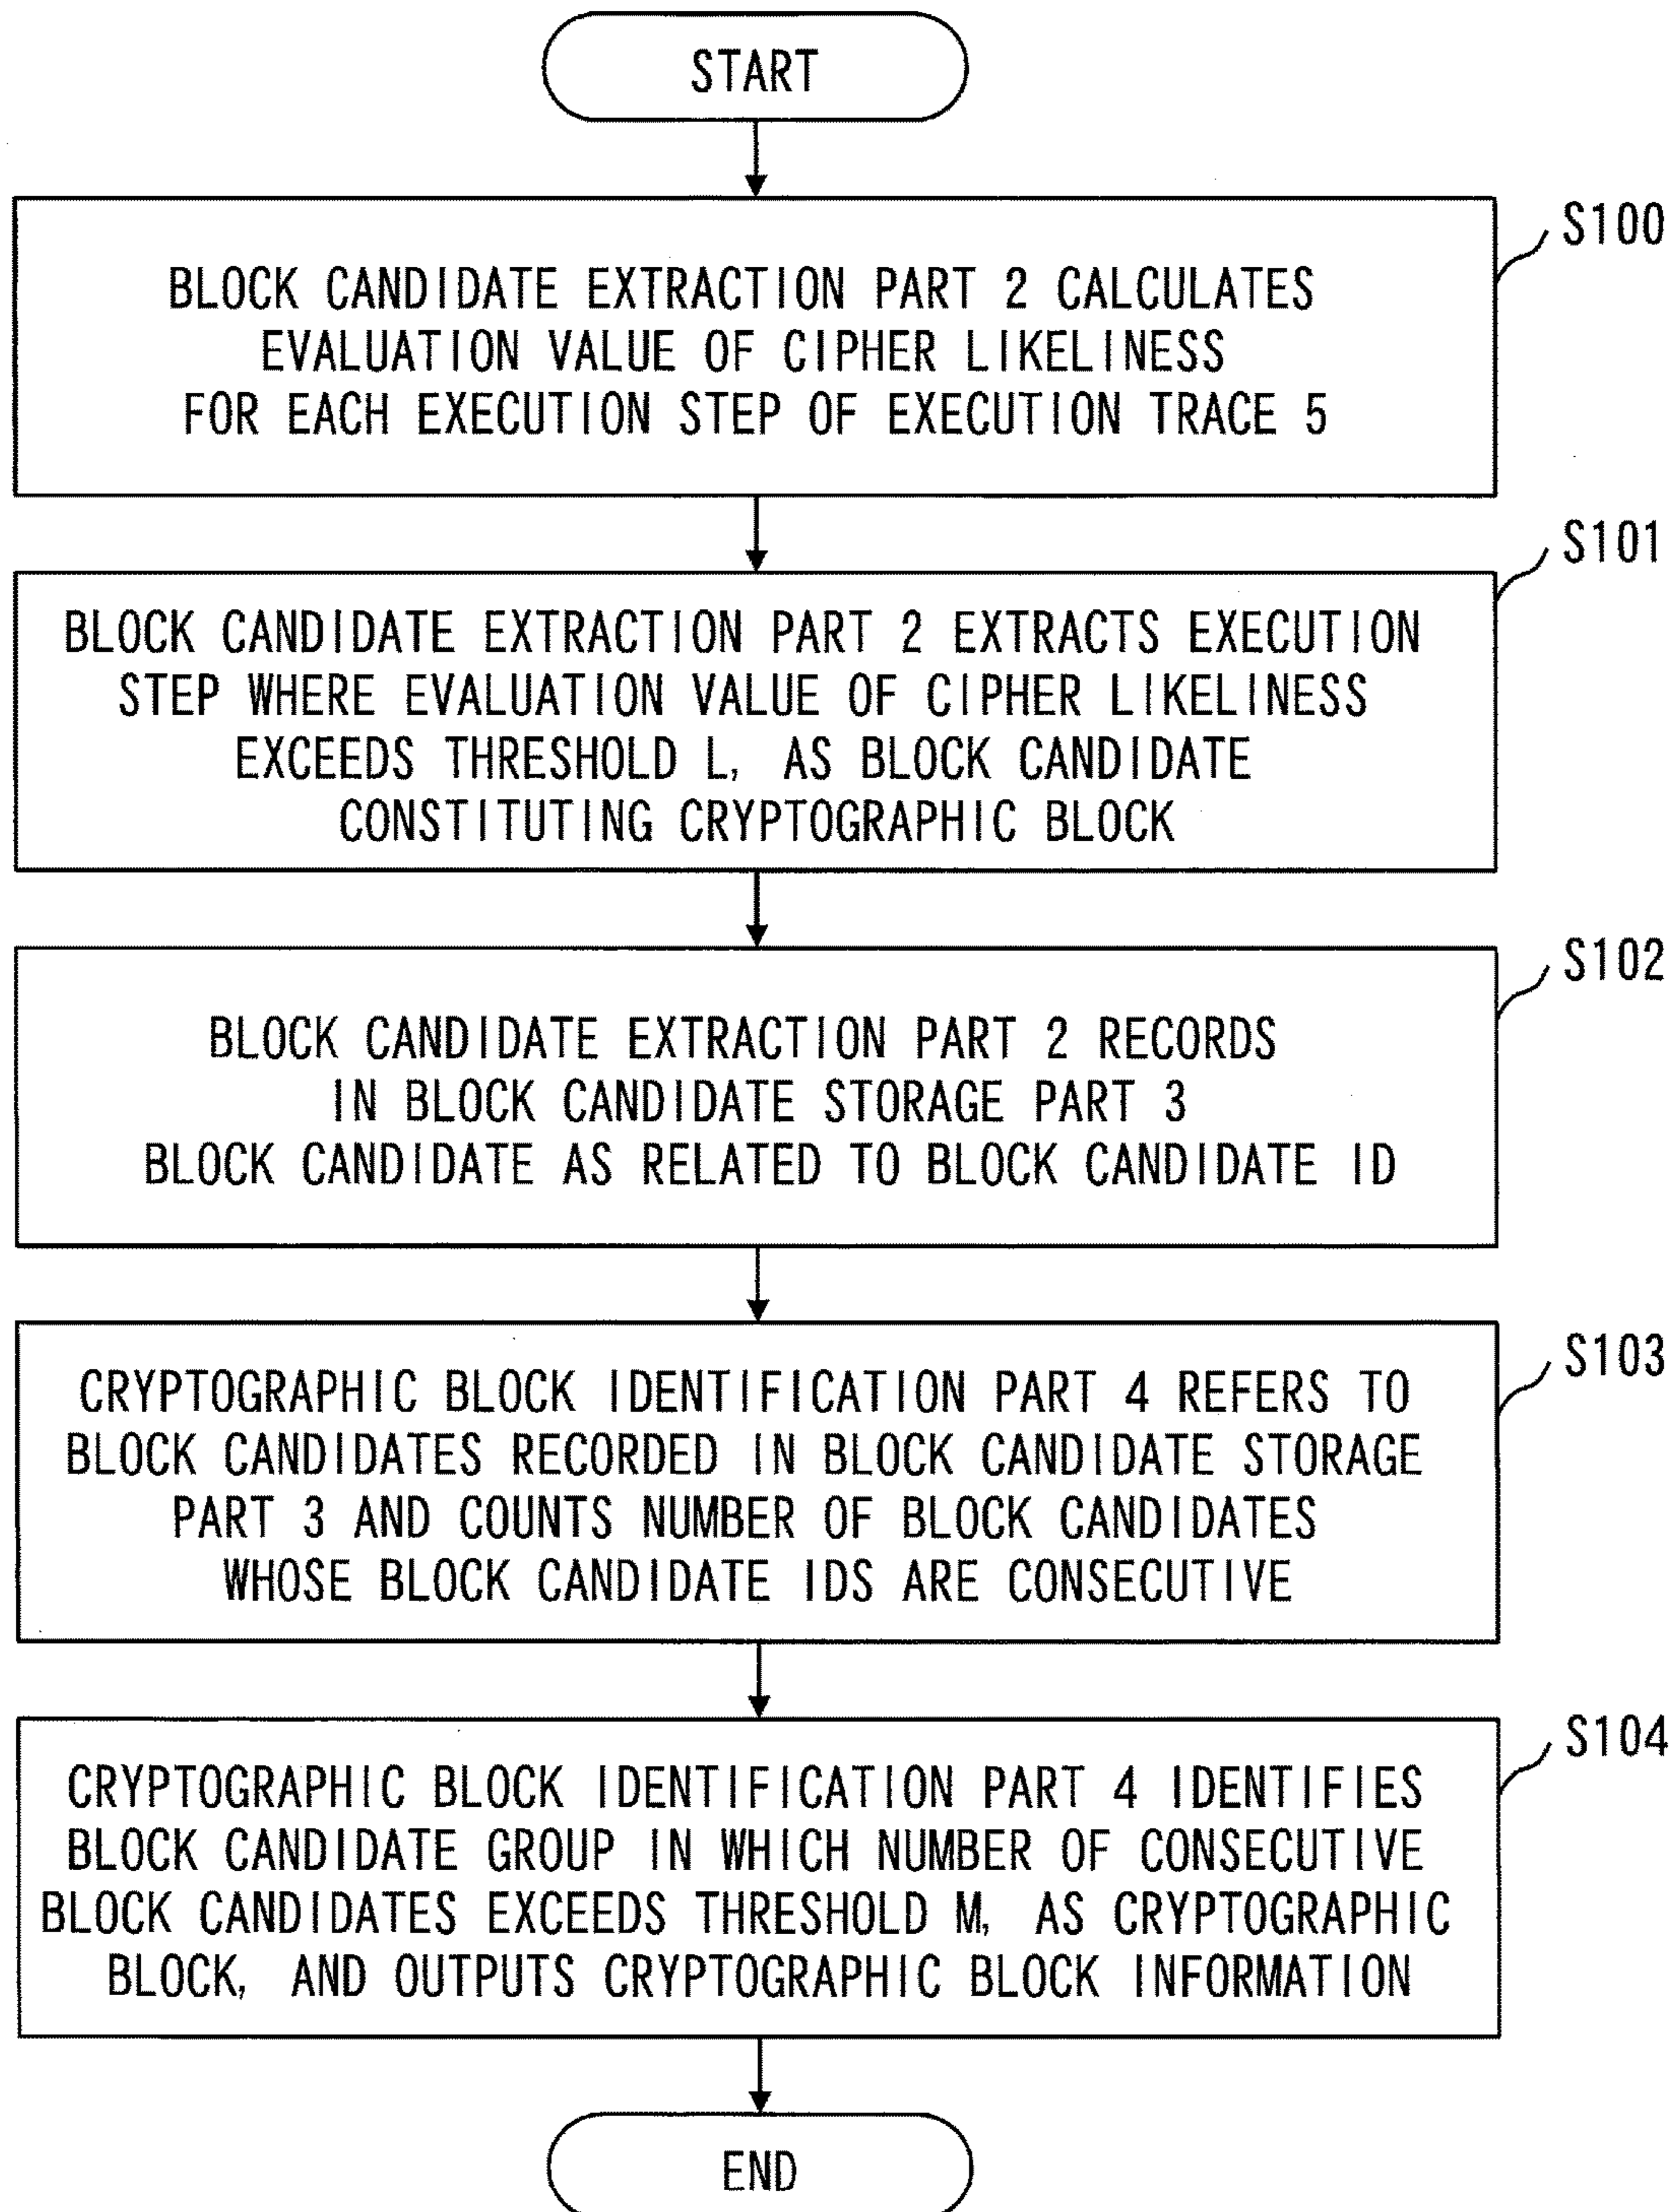 START
S100
BLOCK CANDIDATE EXTRACTION PART 2 CALCULATES
EVALUATION VALUE OF CIPHER LIKELINESS
FOR EACH EXECUTION STEP OF EXECUTION TRACE 5
S101
BLOCK CANDIDATE EXTRACTION PART 2 EXTRACTS EXECUTION
STEP WHERE EVALUATION VALUE OF CIPHER LIKELINESS
EXCEEDS THRESHOLD L, AS BLOCK CANDIDATE
CONSTITUTING CRYPTOGRAPHIC BLOCK
S102
BLOCK CANDIDATE EXTRACTION PART 2 RECORDS
IN BLOCK CANDIDATE STORAGE PART 3
BLOCK CANDIDATE AS RELATED TO BLOCK CANDIDATE ID
S103
CRYPTOGRAPHIC BLOCK IDENTIFICATION PART 4 REFERS TO
BLOCK CANDIDATES RECORDED IN BLOCK CANDIDATE STORAGE
PART 3 AND COUNTS NUMBER OF BLOCK CANDIDATES
WHOSE BLOCK CANDIDATE IDS ARE CONSECUTIVE
S104
CRYPTOGRAPHIC BLOCK IDENTIFICATION PART 4 IDENTIFIES
BLOCK CANDIDATE GROUP IN WHICH NUMBER OF CONSECUTIVE
BLOCK CANDIDATES EXCEEDS THRESHOLD M, AS CRYPTOGRAPHIC
BLOCK, AND OUTPUTS CRYPTOGRAPHIC BLOCK INFORMATION
END